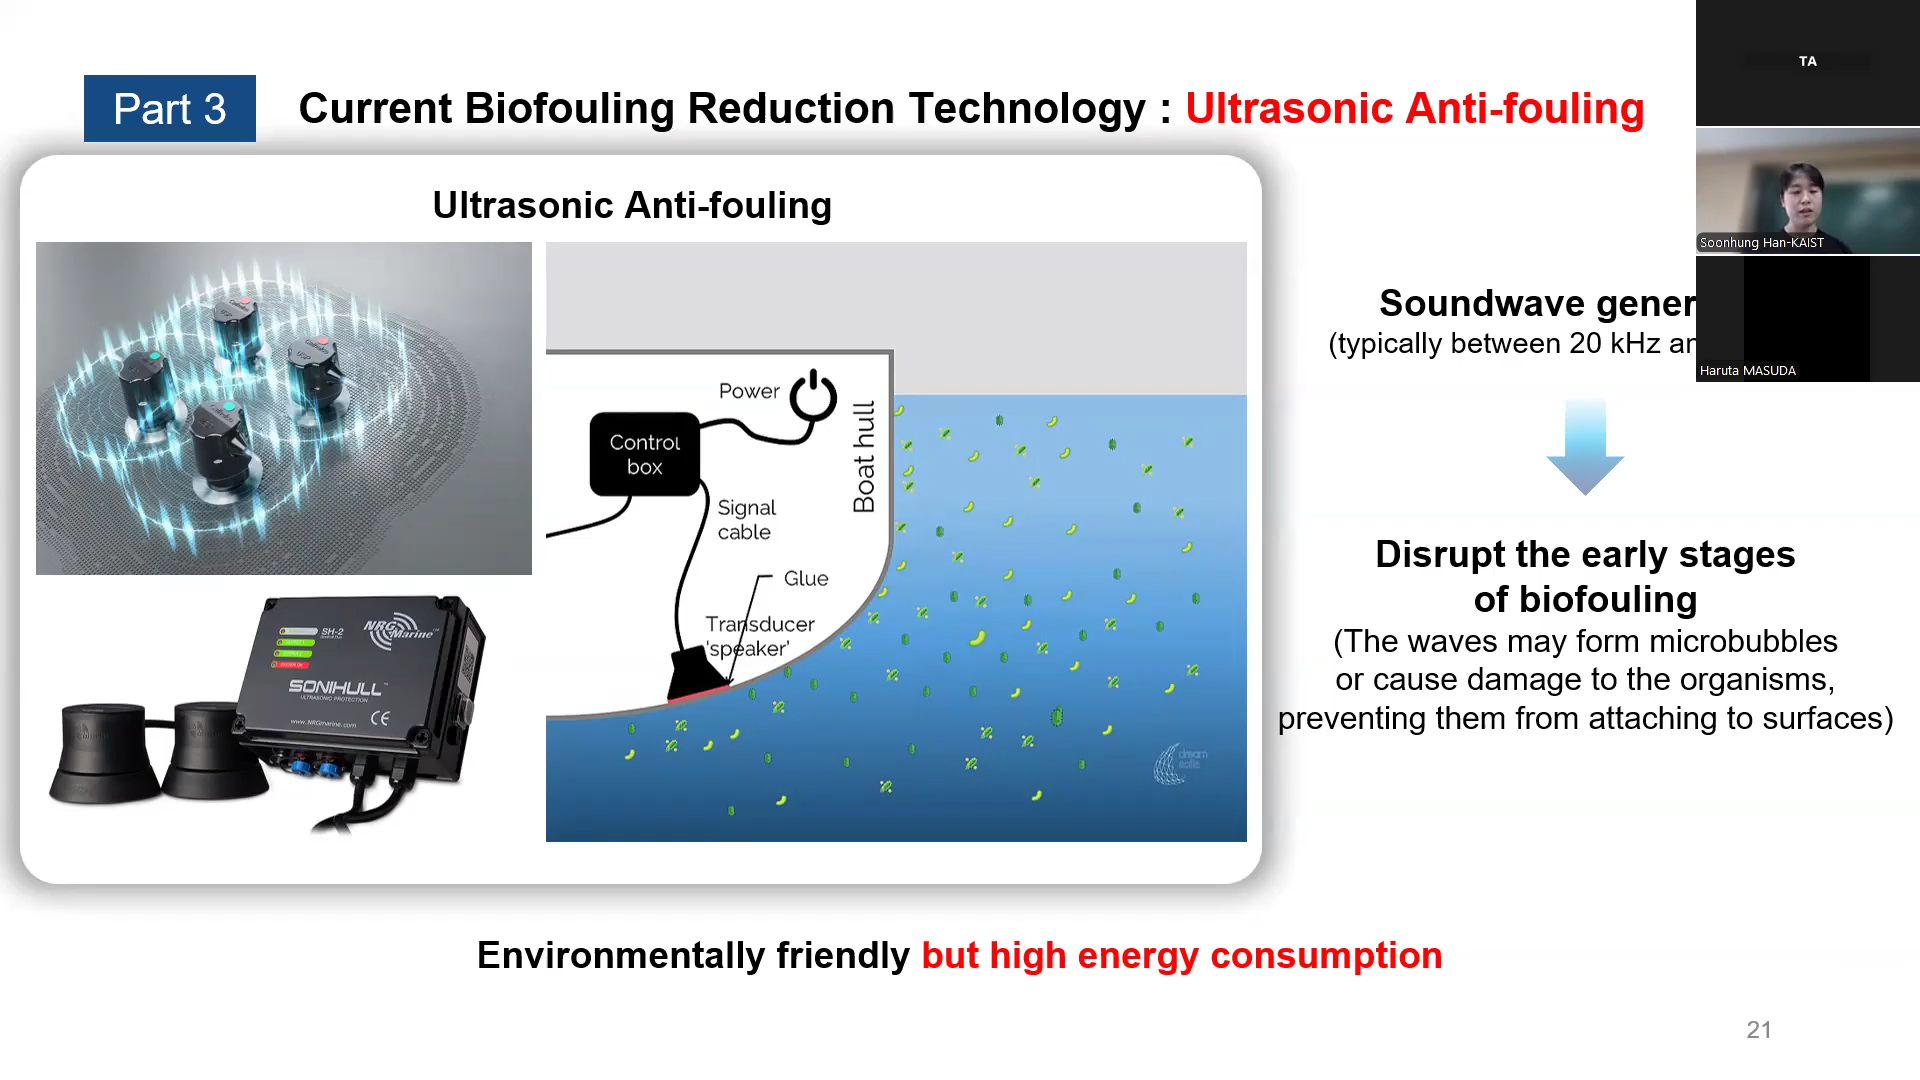 Part 3
Current Biofouling Reduction Technology : Ultrasonic Anti-fouling
TA
Soonhung Han-KAIST
Haruta MASUDA
Ultrasonic Anti-fouling
Power
Control
box
Boat hull
Signal
cable
Glue
Transducer
'speaker'
NRG
Marine
SH-2
SONIHULL
ULTRASONIC PROTECTION
www.NRGmarine.com
CE
dream
Soundwave gener
(typically between 20 kHz an
Disrupt the early stages
of biofouling
(The waves may form microbubbles
or cause damage to the organisms,
preventing them from attaching to surfaces)
Environmentally friendly but high energy consumption
21